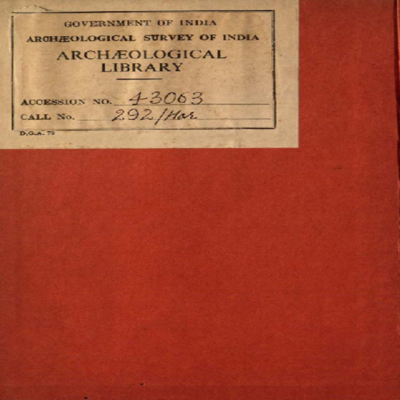 GOVERNMENT OF INDIA
ARCHÆOLOGICAL SURVEY OF INDIA
ARCHÆOLOGICAL
LIBRARY
ACCESSION NO. 43063
CALL No. 292/Har
D.G.A. 79